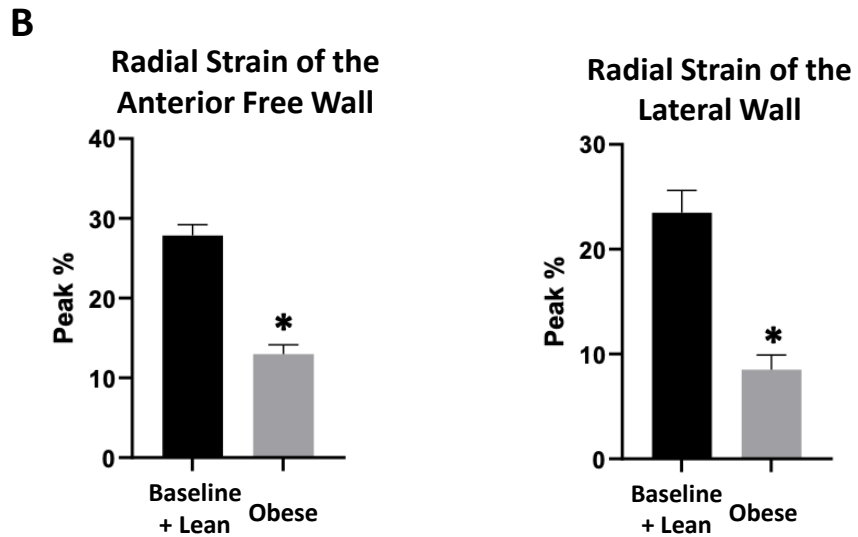 B
Radial Strain of the
Anterior Free Wall
40
30
20
10
0
Peak %
*
Baseline
+ Lean
Obese
Radial Strain of the
Lateral Wall
30
20
10
0
Peak %
*
Baseline
+ Lean
Obese